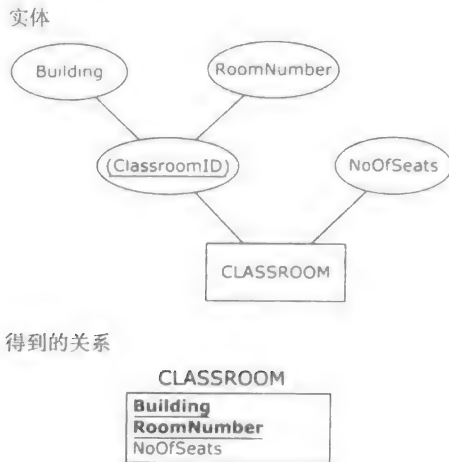 实体
Building
RoomNumber
(ClassroomID)
NoOfSeats
CLASSROOM
得到的关系
CLASSROOM
Building
RoomNumber
NoOfSeats